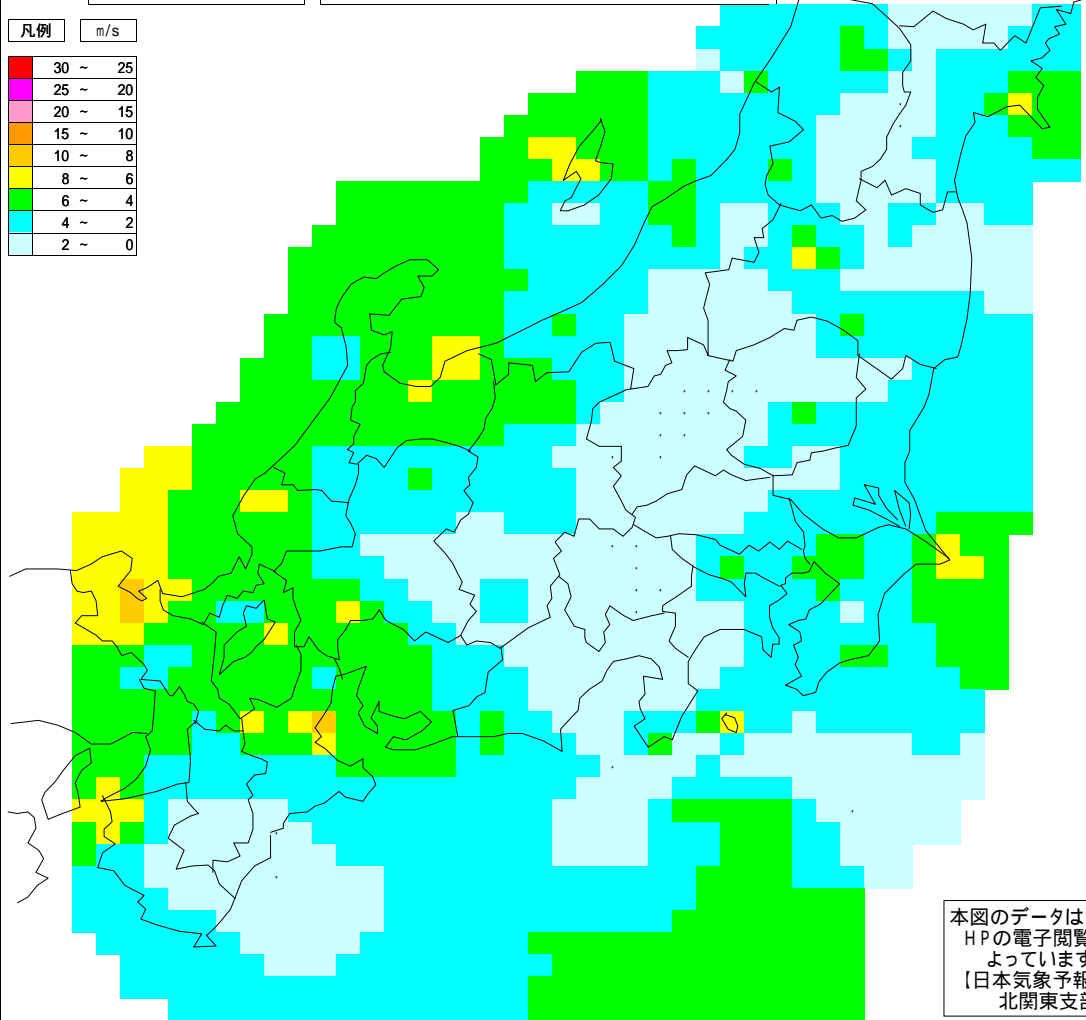 凡例 m/s
30 ~ 25
25 ~ 20
20 ~ 15
15 ~ 10
10 ~ 8
8 ~ 6
6 ~ 4
4 ~ 2
2 ~ 0
本図のデータは
HPの電子閲覧
よっています
【日本気象予報
北関東支部